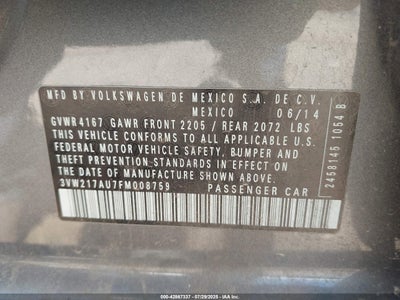 MFD BY VOLKSWAGEN DE MEXICO S.A. DE C.V.
MEXICO 06/14
GVWR 4167 GAWR FRONT 2205 / REAR 2072 LBS
THIS VEHICLE CONFORMS TO ALL APPLICABLE
FEDERAL MOTOR VEHICLE SAFETY, BUMPER AND
THEFT PREVENTION STANDARDS IN EFFECT ON
THE DATE OF MANUFACTURE SHOWN ABOVE.
3VW217AU7FM008759 PASSENGER CAR
2458146 1054 B
000-42867337 - 07/29/2025 - IAA, Inc.